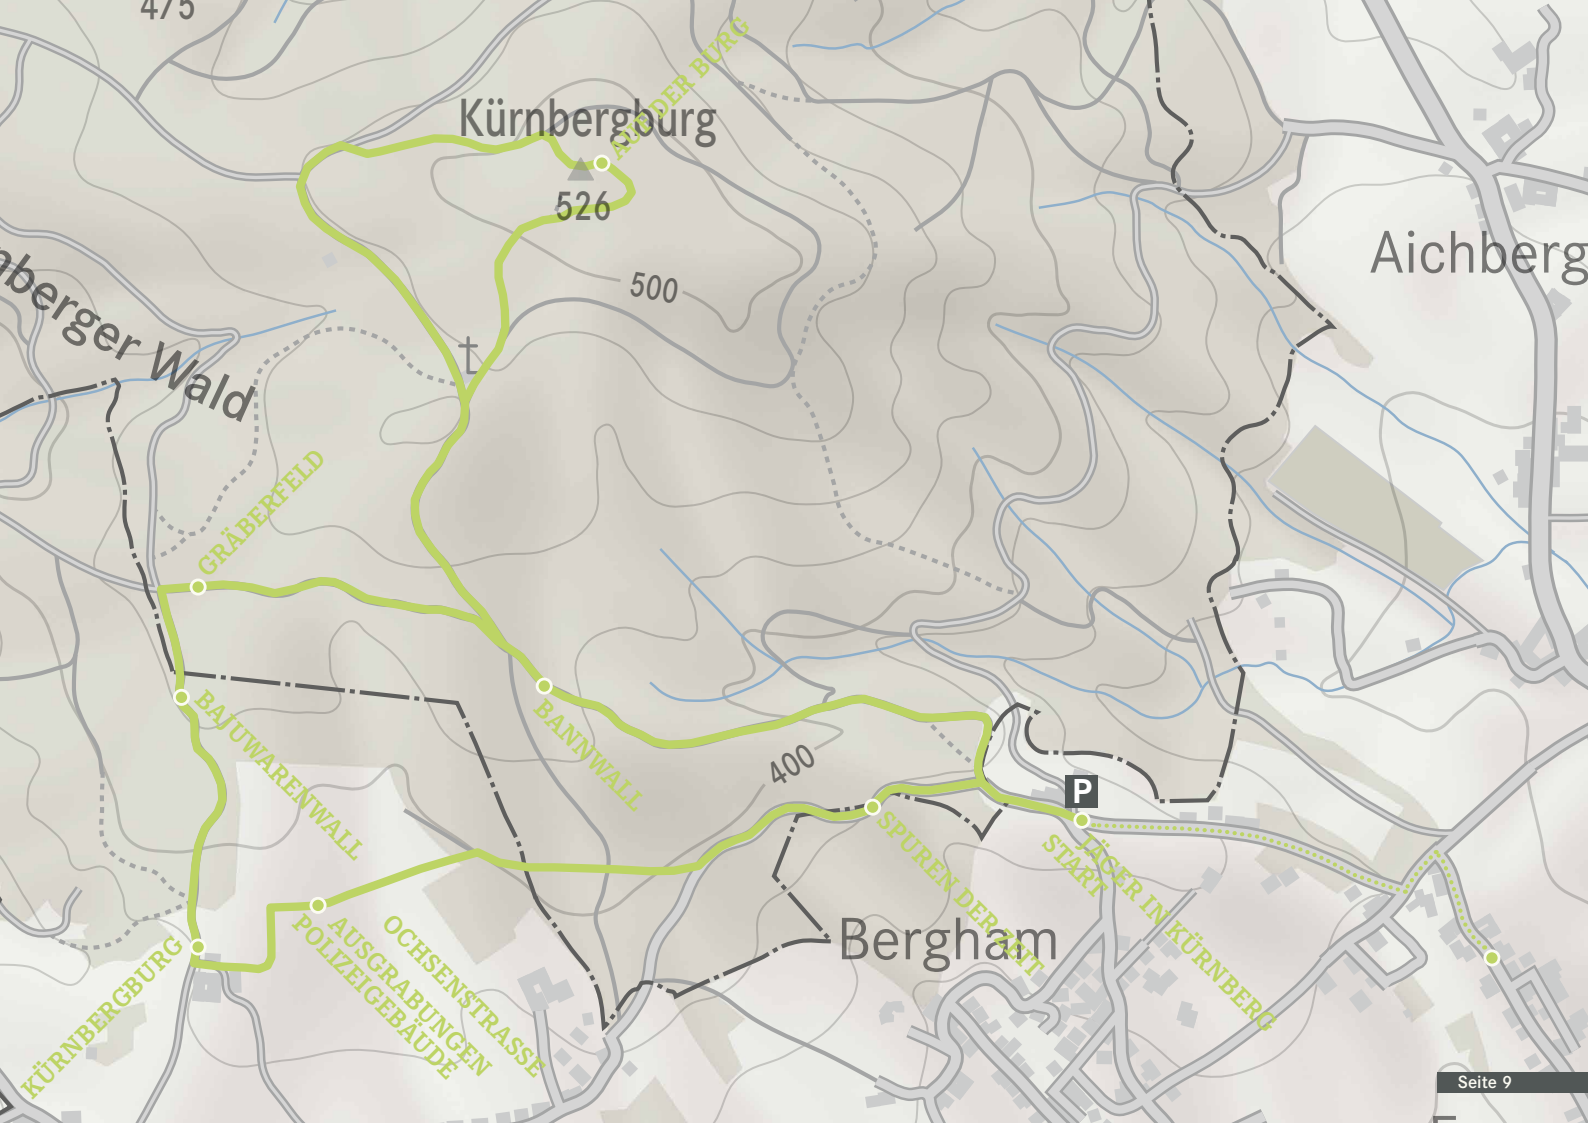 475
Kürnbergburg
AUF DER BURG
526
500
Aichberg
nberger Wald
GRÄBERFELD
BAJUWARENWALL
BANNWALL
400
P
JÄGER IN KÜRNBERG
START
SPUREN DER ZEIT
Bergham
OCHSENSTRASSE
AUSGRABUNGEN
POLIZEIGEBÄUDE
KÜRNBERGBURG
Seite 9